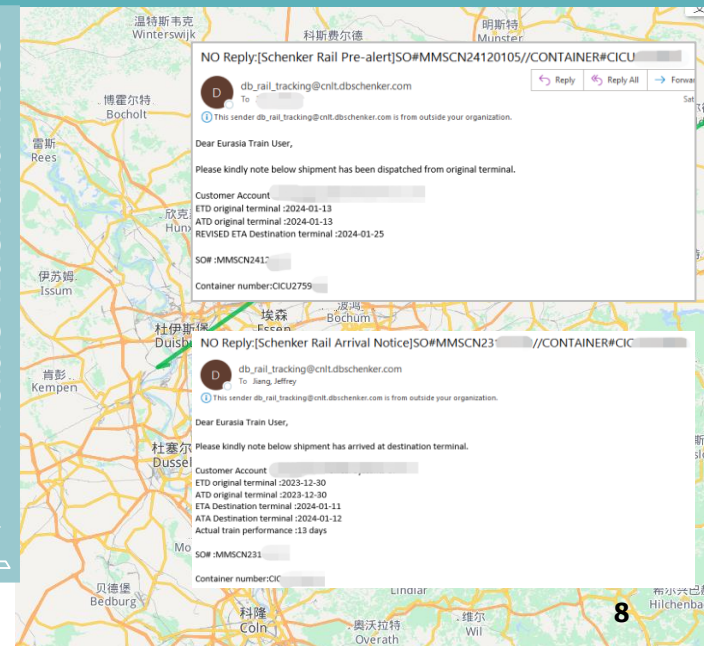 温特斯韦克
Winterswijk
科斯费尔德
明斯特
Munster
NO Reply:[Schenker Rail Pre-alert]SO#MMSCN24120105//CONTAINER#CICU
D
db_rail_tracking@cnlt.dbschenker.com
To
Reply
Reply All
Forwar
Sat
This sender db_rail_tracking@cnlt.dbschenker.com is from outside your organization.
Dear Eurasia Train User,
Please kindly note below shipment has been dispatched from original terminal.
Customer Account
ETD original terminal :2024-01-13
ATD original terminal :2024-01-13
REVISED ETA Destination terminal :2024-01-25
SO# :MMSCN241
Container number:CICU2759
博霍尔特
Bocholt
雷斯
Rees
伊苏姆
Issum
波鸿
Bochum
埃森
Essen
杜伊斯堡
Duisb
肯彭
Kempen
NO Reply:[Schenker Rail Arrival Notice]SO#MMSCN23 //CONTAINER#CIC
D
db_rail_tracking@cnlt.dbschenker.com
To Jiang, Jeffrey
This sender db_rail_tracking@cnlt.dbschenker.com is from outside your organization.
Dear Eurasia Train User,
Please kindly note below shipment has arrived at destination terminal.
Customer Account
ETD original terminal :2023-12-30
ATD original terminal :2023-12-30
ETA Destination terminal :2024-01-11
ATA Destination terminal :2024-01-12
Actual train performance :13 days
SO# :MMSCN231
Container number:CIC
杜塞尔
Dussel
Mo
贝德堡
Bedburg
Lindlar
科隆
Coln
奥沃拉特
Overath
维尔
Wil
Hilchenba
8